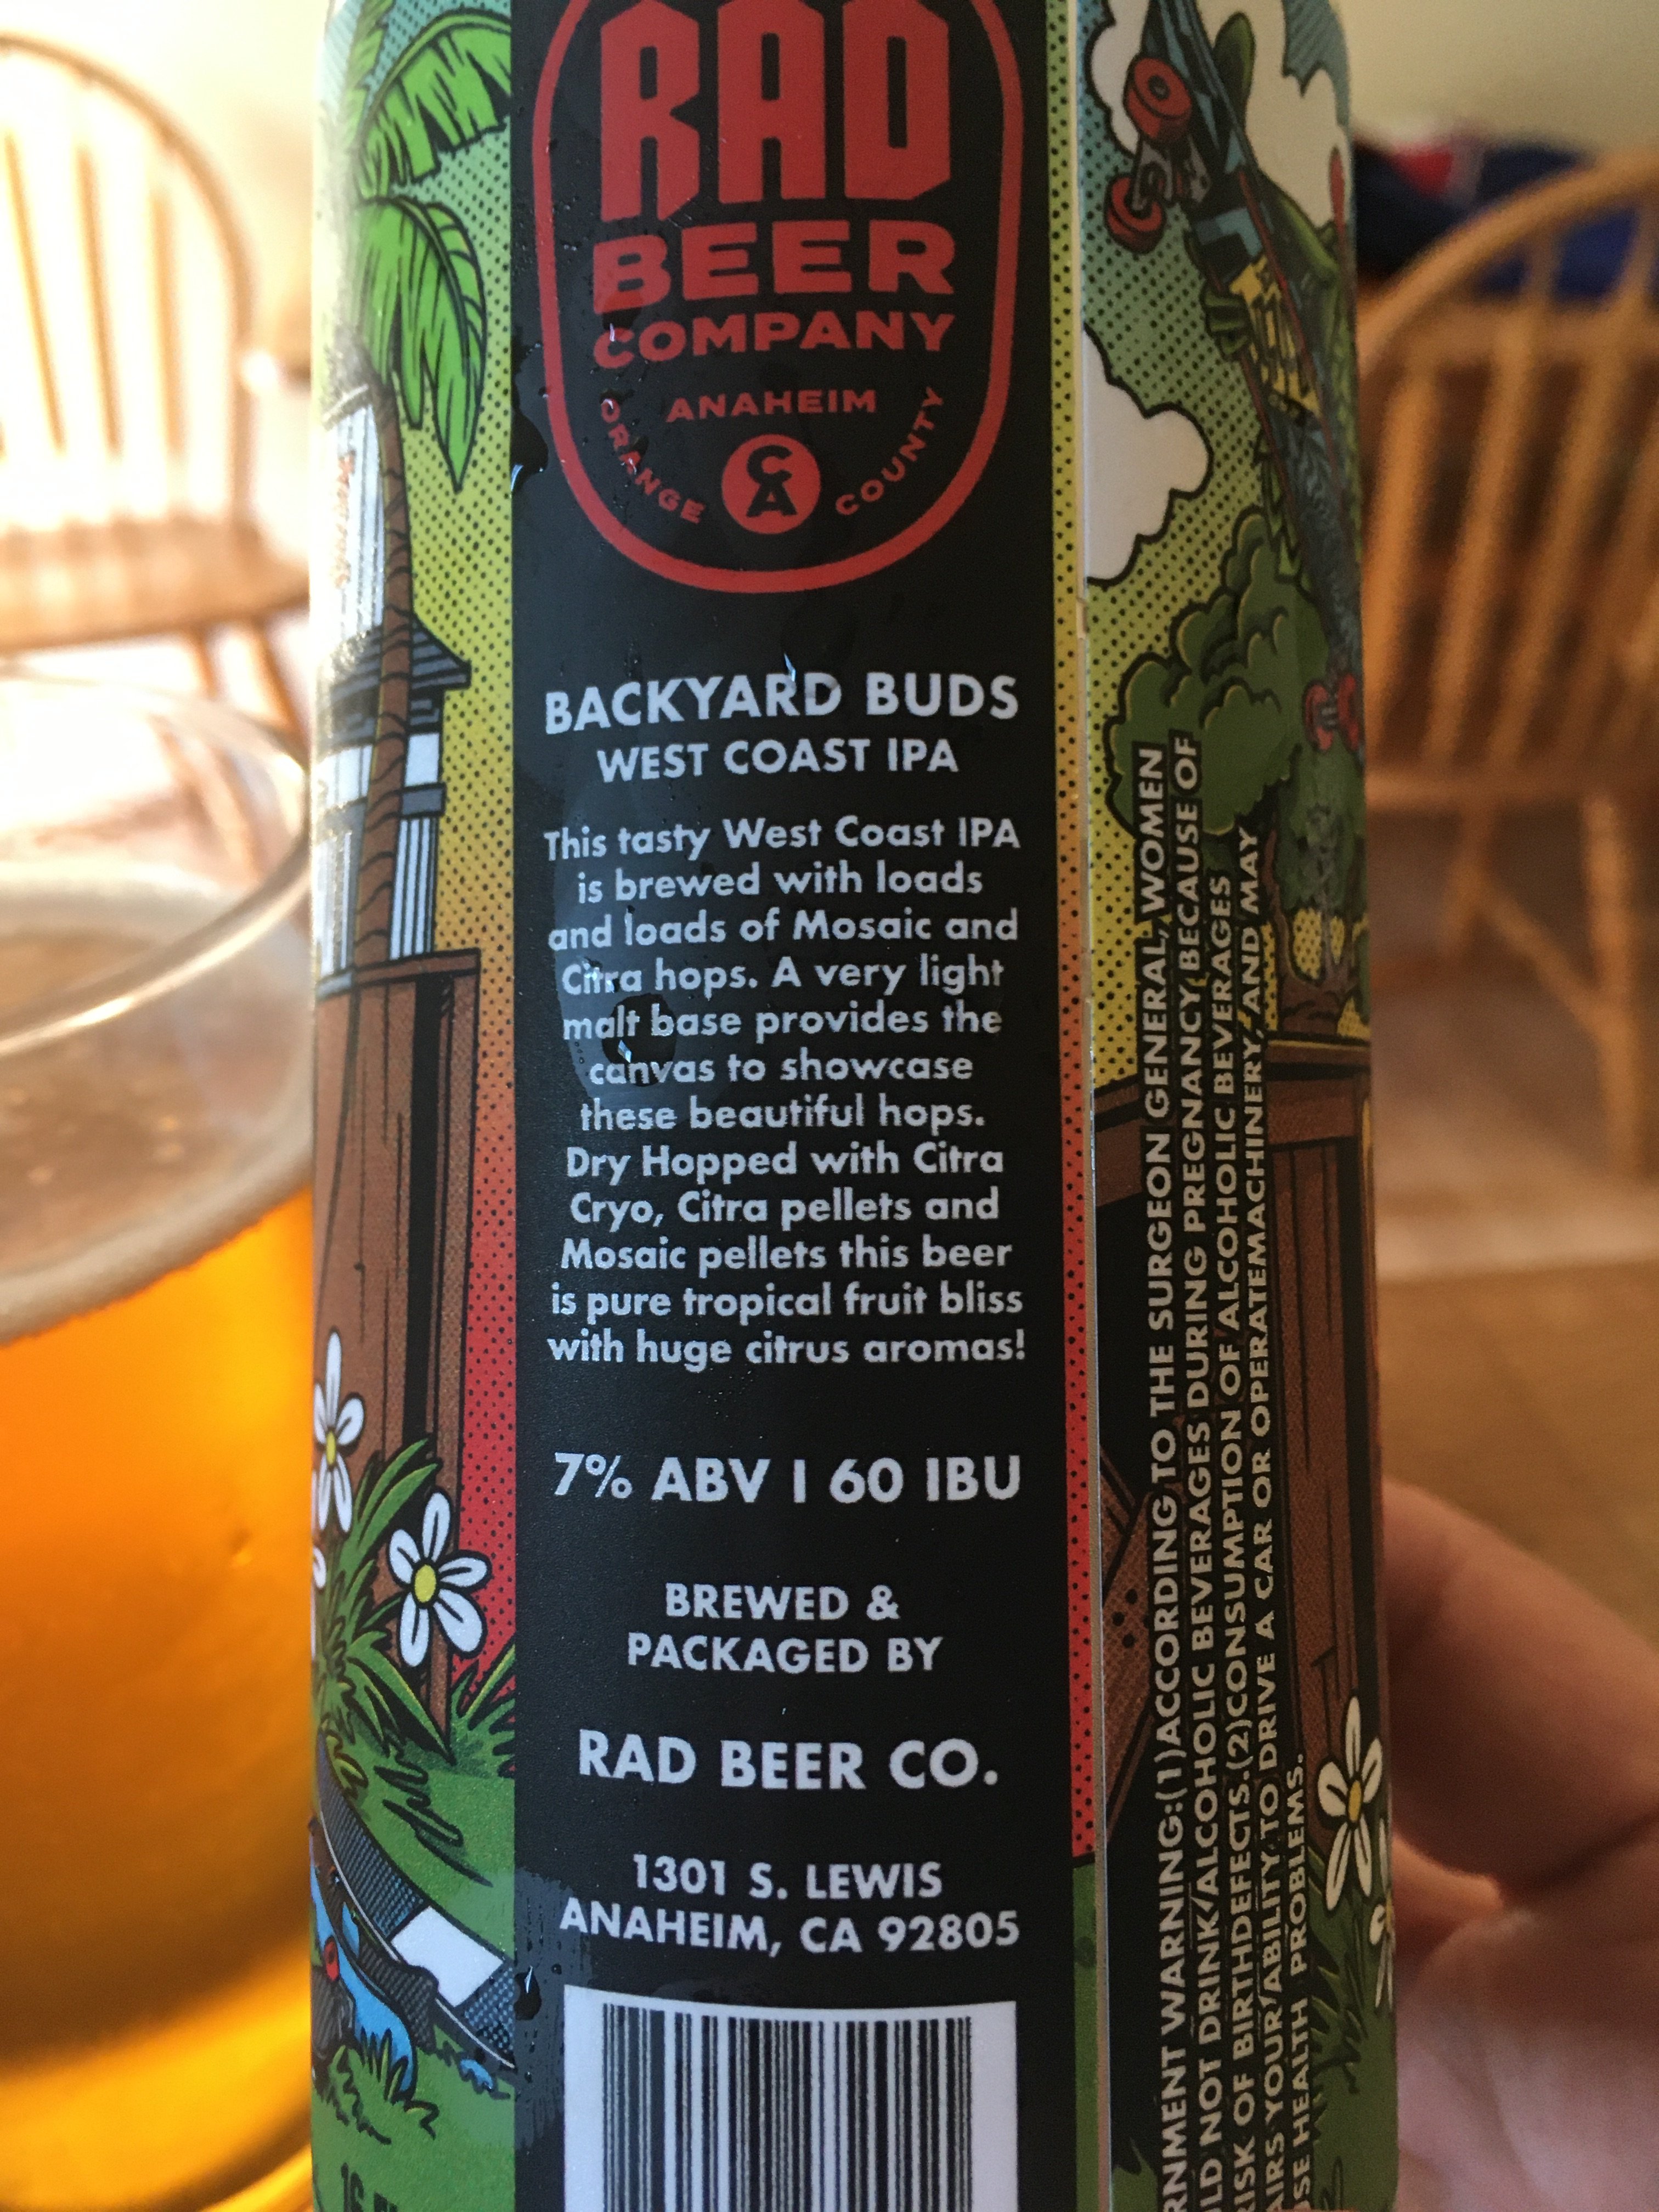 RAD
BEER
COMPANY
ANAHEIM
ORANGE COUNTY
CA
BACKYARD BUDS
WEST COAST IPA
This tasty West Coast IPA
is brewed with loads
and loads of Mosaic and
Citra hops. A very light
malt base provides the
canvas to showcase
these beautiful hops.
Dry Hopped with Citra
Cryo, Citra pellets and
Mosaic pellets this beer
is pure tropical fruit bliss
with huge citrus aromas!
7% ABV | 60 IBU
BREWED &
PACKAGED BY
RAD BEER CO.
1301 S. LEWIS
ANAHEIM, CA 92805
RNMENT WARNING:(1)ACCORDING TO THE SURGEON GENERAL, WOMEN
LD NOT DRINK ALCOHOLIC BEVERAGES DURING PREGNANCY BECAUSE OF
RISK OF BIRTHDEFECTS.(2)CONSUMPTION OF ALCOHOLIC BEVERAGES
AIRS YOUR ABILITY TO DRIVE A CAR OR OPERATEMACHINERY, AND MAY
SE HEALTH PROBLEMS.
16